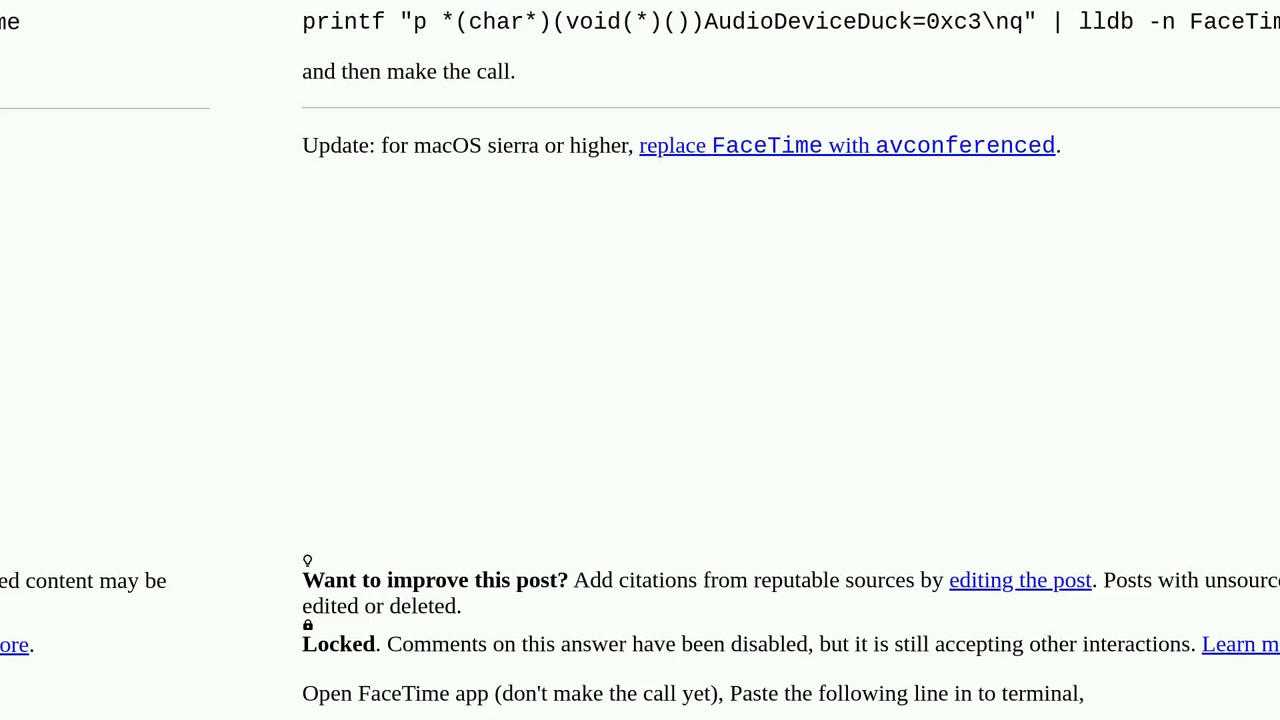 me
printf "p *(char*)(void(*)())AudioDeviceDuck=0xc3\nq" | lldb -n FaceTim
and then make the call.
Update: for macOS sierra or higher, replace FaceTime with avconferenced.
ed content may be
Want to improve this post? Add citations from reputable sources by editing the post. Posts with unsourc
edited or deleted.
ore.
Locked. Comments on this answer have been disabled, but it is still accepting other interactions. Learn m
Open FaceTime app (don't make the call yet), Paste the following line in to terminal,